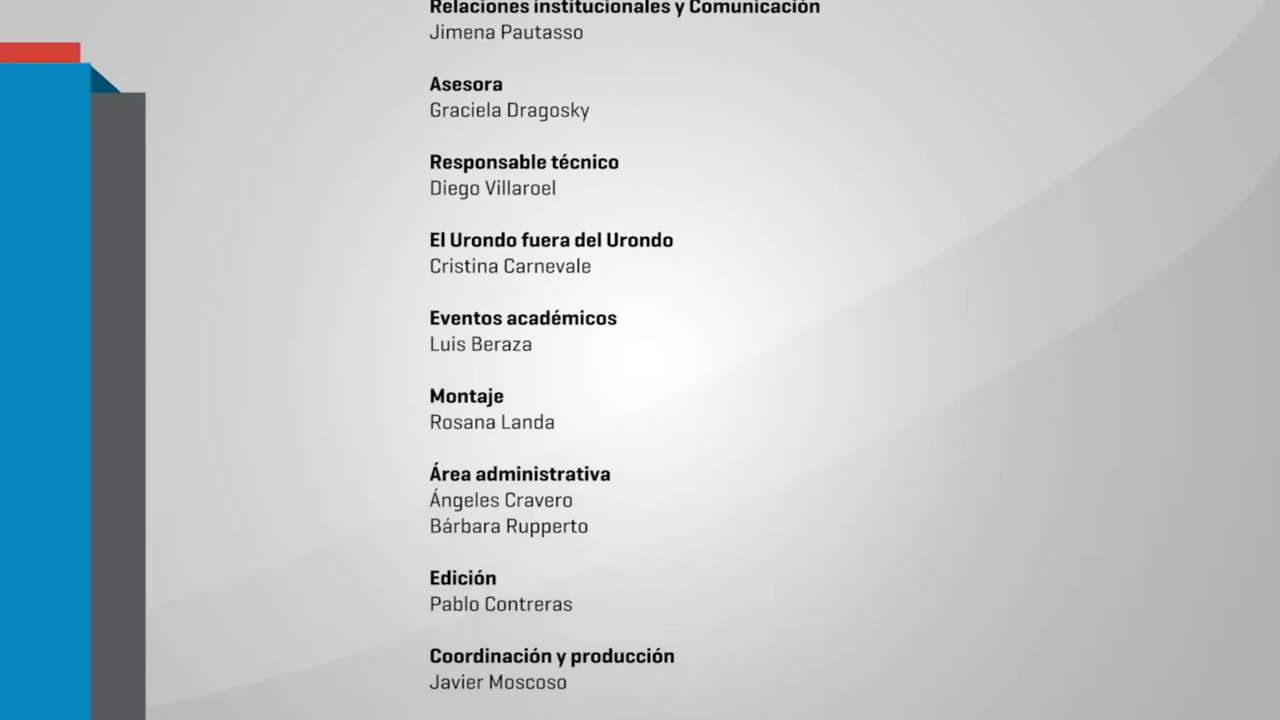 Relaciones institucionales y Comunicación
Jimena Pautasso
Asesora
Graciela Dragosky
Responsable técnico
Diego Villaroel
El Urondo fuera del Urondo
Cristina Carnevale
Eventos académicos
Luis Beraza
Montaje
Rosana Landa
Área administrativa
Ángeles Cravero
Bárbara Rupperto
Edición
Pablo Contreras
Coordinación y producción
Javier Moscoso